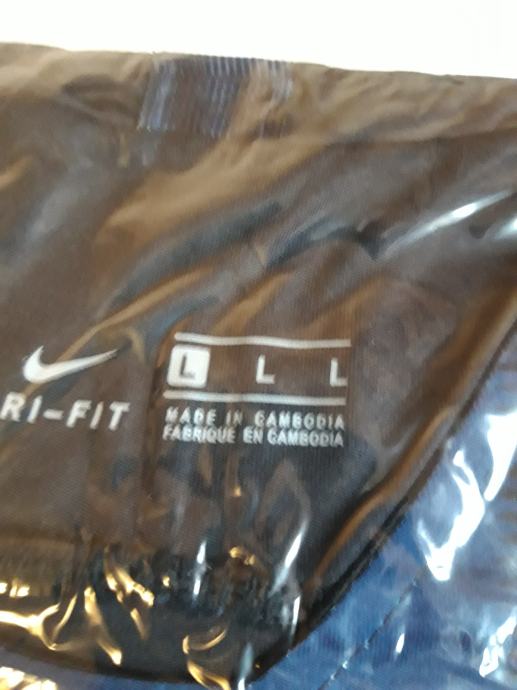 L L L
RI-FIT
MADE IN CAMBODIA
FABRIQUÉ EN CAMBODIA